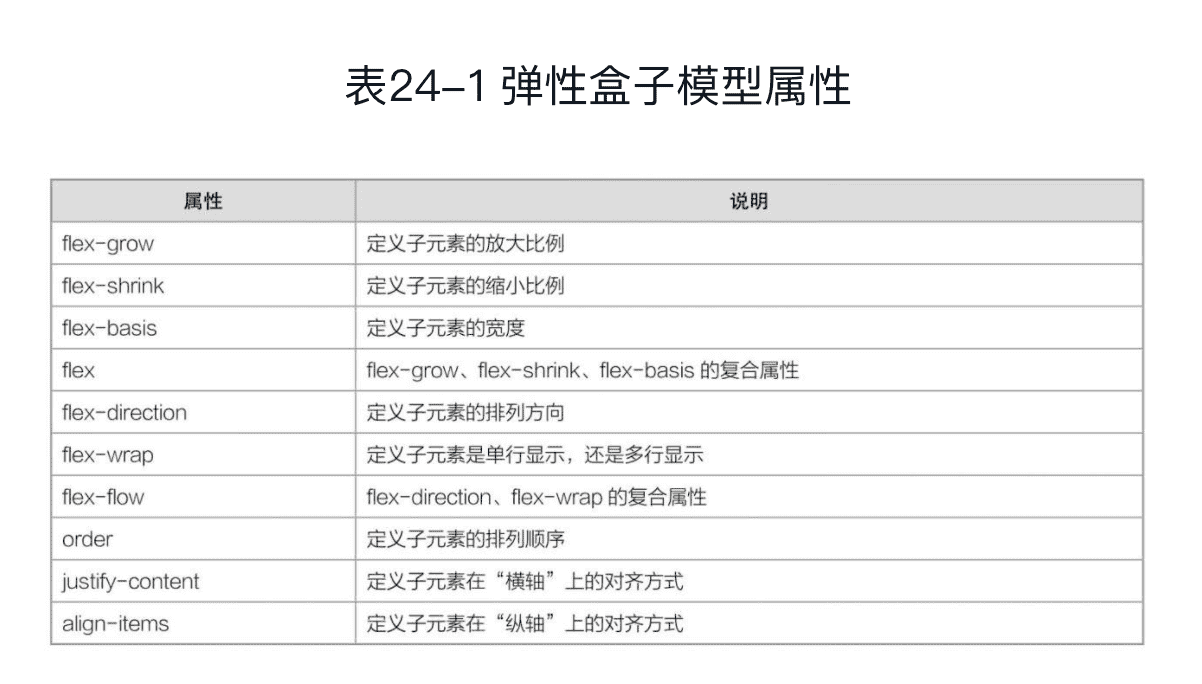 表24-1 弹性盒子模型属性
属性 说明
flex-grow 定义子元素的放大比例
flex-shrink 定义子元素的缩小比例
flex-basis 定义子元素的宽度
flex flex-grow、flex-shrink、flex-basis 的复合属性
flex-direction 定义子元素的排列方向
flex-wrap 定义子元素是单行显示，还是多行显示
flex-flow flex-direction、flex-wrap 的复合属性
order 定义子元素的排列顺序
justify-content 定义子元素在“横轴”上的对齐方式
align-items 定义子元素在“纵轴”上的对齐方式